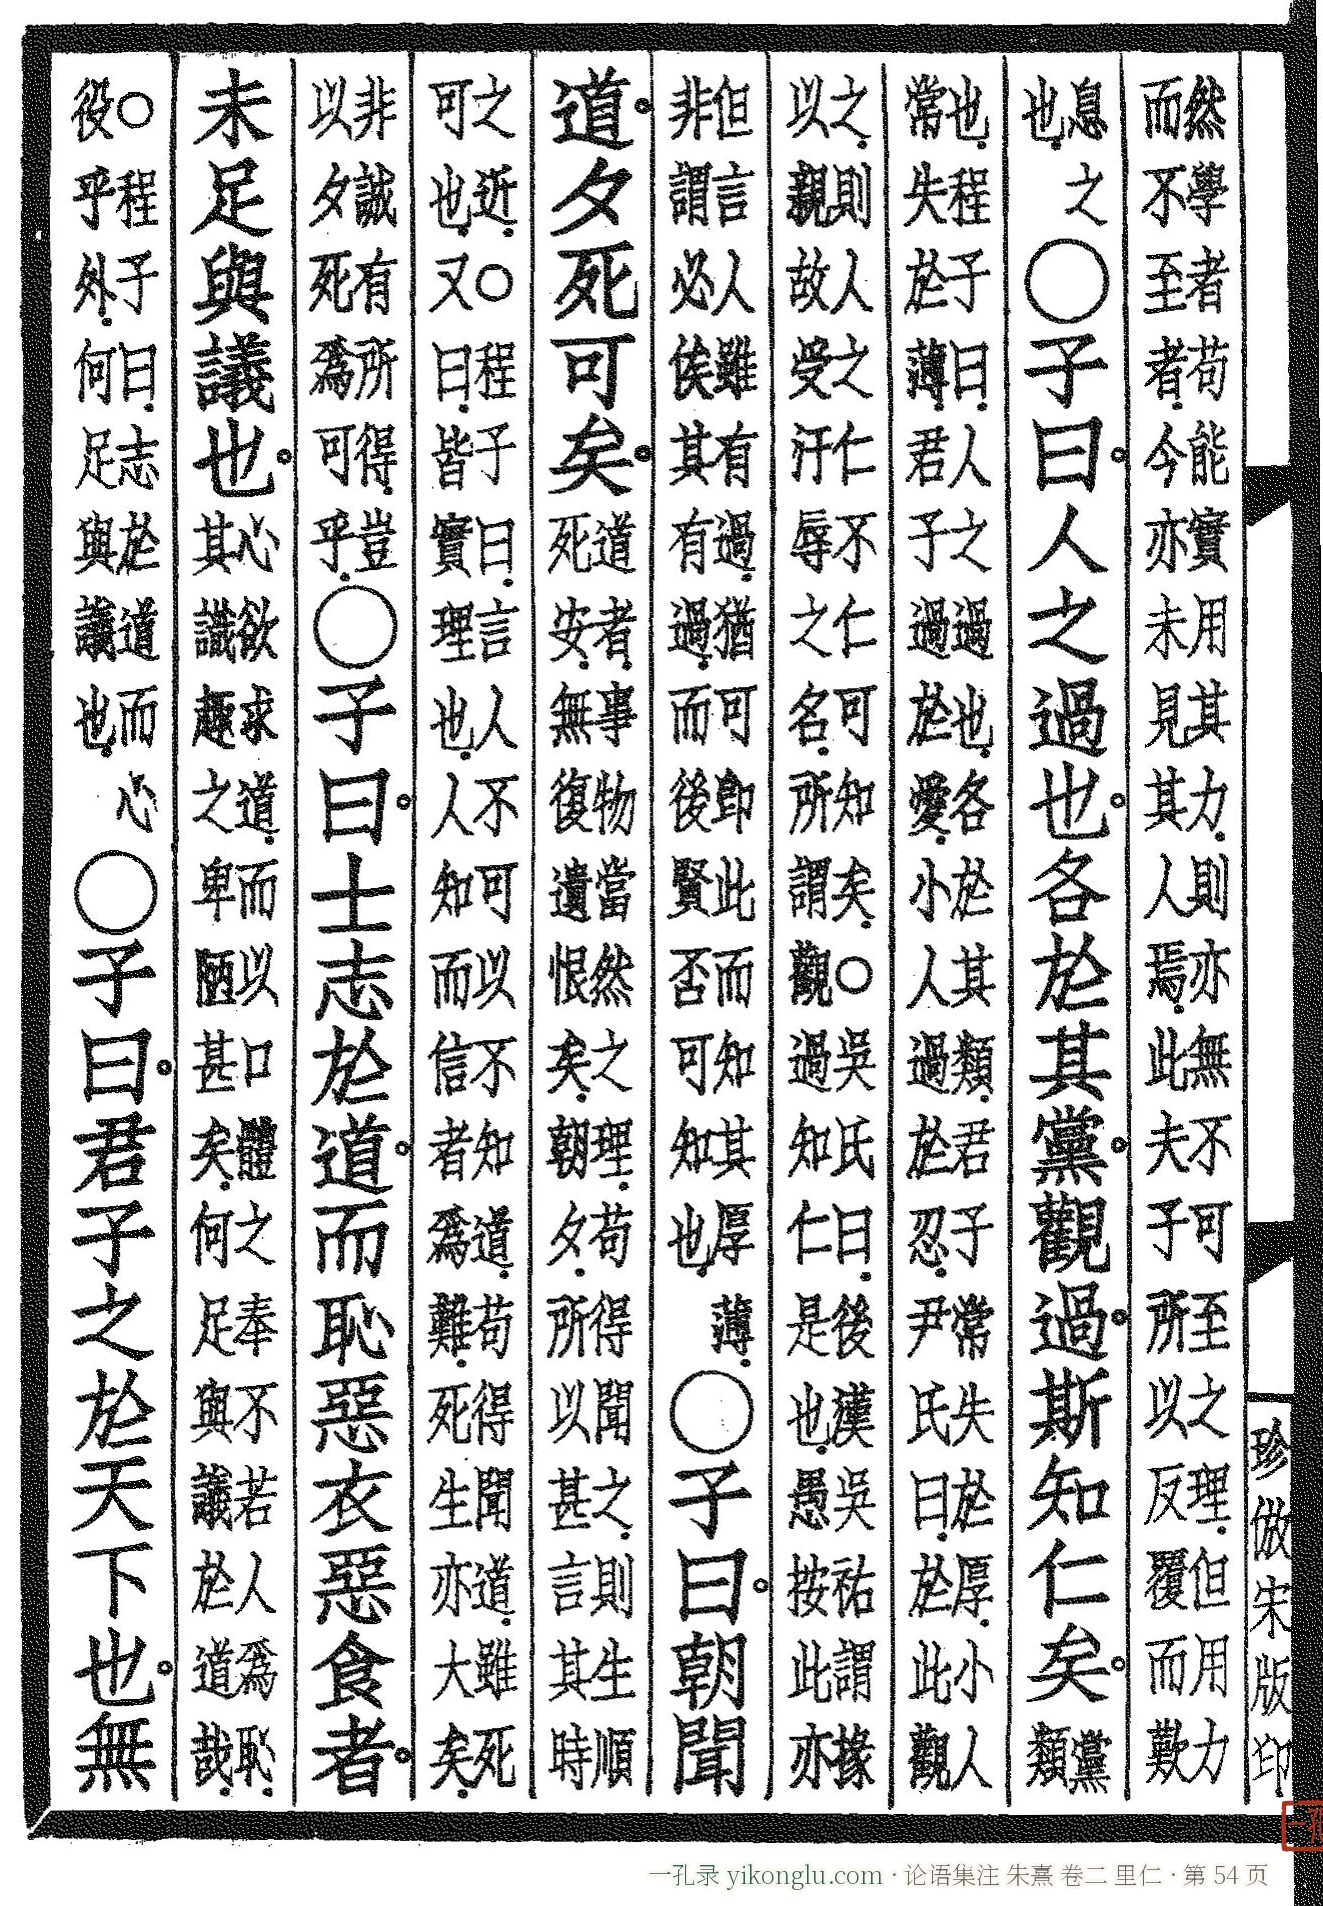 然學者苟能實用其力。則亦無不可至之理。但用力
而不至者。今亦未見其人焉。此夫子所以反覆而歎
息之也。○子曰。人之過也。各於其黨。觀過。斯知仁矣。黨類
也。程子曰。人之過也。各於其類。君子常失於厚。小人
常失於薄。君子過於愛。小人過於忍。尹氏曰。於此觀
之。則人之仁不仁可知矣。○吳氏曰。後漢吳祐謂掾
以親故。受汙辱之名。所謂觀過知仁是也。愚按此亦
但言人雖有過。猶可即此而知其厚薄。
非謂必俟其有過。而後賢否可知也。○子曰。朝聞
道。夕死可矣。道者。事物當然之理。苟得聞之。則生順
死安。無復遺恨矣。朝夕。所以甚言其時
之近。○程子曰。言人不可以不知道。苟得聞道。雖死
可也。又曰。皆實理也。人知而信者爲難。死生亦大矣。
非誠有所得。豈
以夕死爲可乎。○子曰。士志於道。而恥惡衣惡食者。
未足與議也。心欲求道。而以口體之奉不若人爲恥。
其識趣之卑陋甚矣。何足與議於道哉。
○程子曰。志於道而心
役乎外。何足與議也。○子曰。君子之於天下也。無
珍倣宋版印
一孔录 yikonglu.com · 论语集注 朱熹 卷二 里仁 · 第 54 页